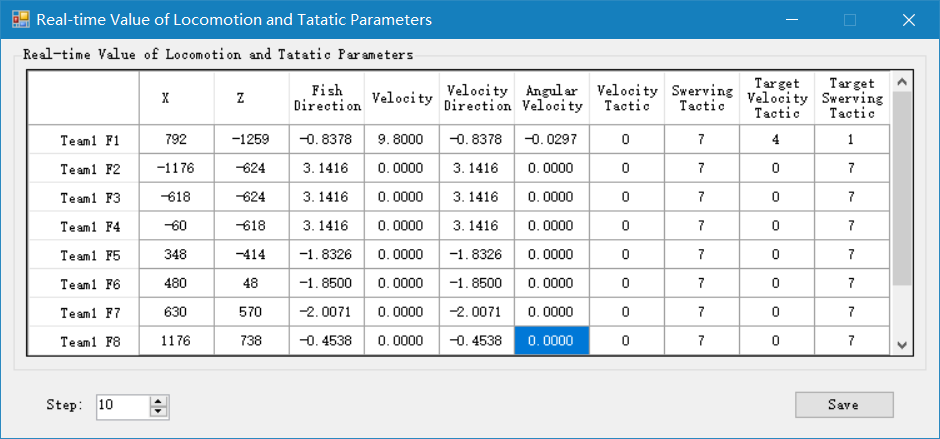 Real-time Value of Locomotion and Tatatic Parameters
Real-time Value of Locomotion and Tatatic Parameters
X Z Fish Direction Velocity Velocity Direction Angular Velocity Velocity Tactic Swerving Tactic Target Velocity Tactic Target Swerving Tactic
Team1 F1 792 -1259 -0.8378 9.8000 -0.8378 -0.0297 0 7 4 1
Team1 F2 -1176 -624 3.1416 0.0000 3.1416 0.0000 0 7 0 7
Team1 F3 -618 -624 3.1416 0.0000 3.1416 0.0000 0 7 0 7
Team1 F4 -60 -618 3.1416 0.0000 3.1416 0.0000 0 7 0 7
Team1 F5 348 -414 -1.8326 0.0000 -1.8326 0.0000 0 7 0 7
Team1 F6 480 48 -1.8500 0.0000 -1.8500 0.0000 0 7 0 7
Team1 F7 630 570 -2.0071 0.0000 -2.0071 0.0000 0 7 0 7
Team1 F8 1176 738 -0.4538 0.0000 -0.4538 0.0000 0 7 0 7
Step: 10 Save